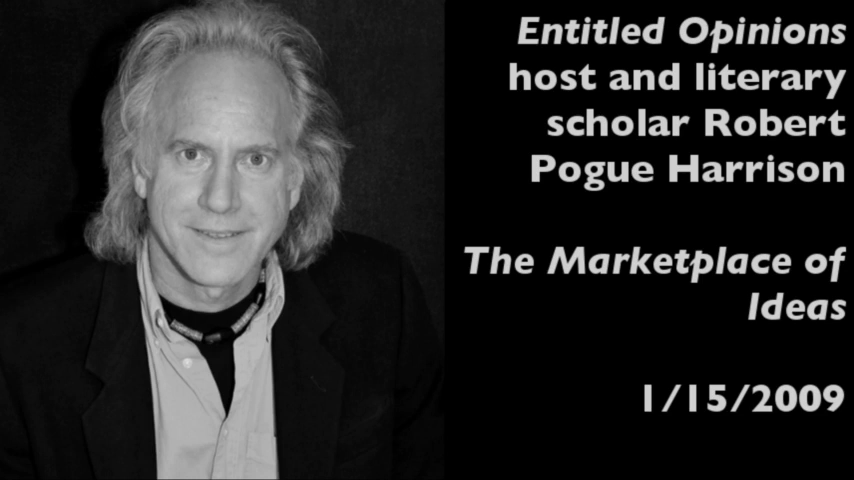 Entitled Opinions
host and literary
scholar Robert
Pogue Harrison
The Marketplace of
Ideas
1/15/2009